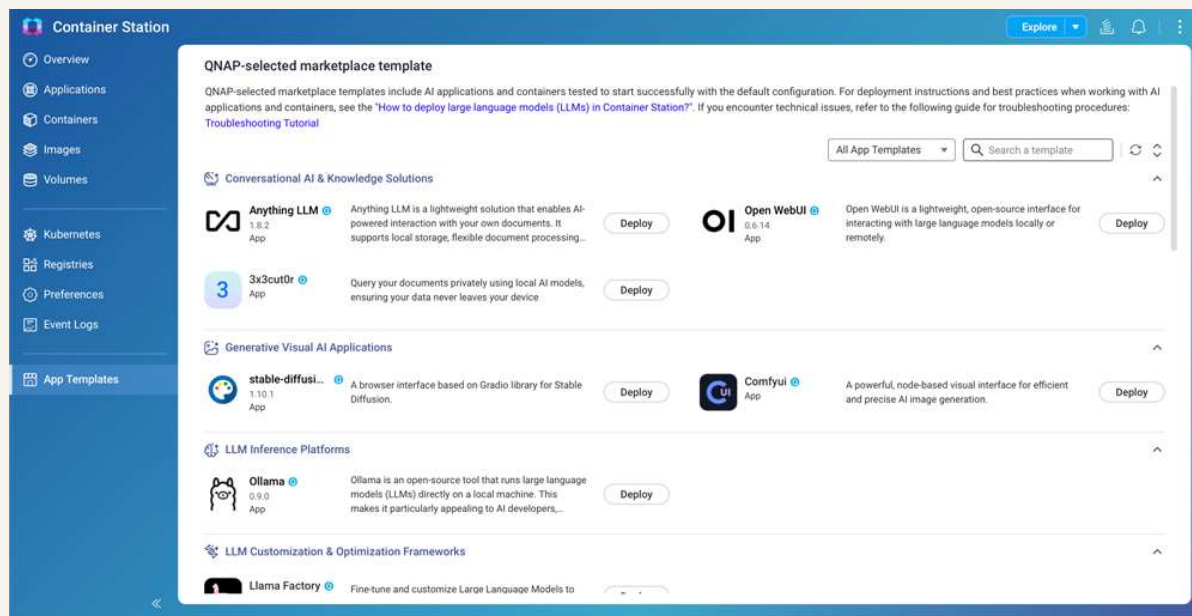 Container Station
Explore
Overview
Applications
Containers
Images
Volumes
Kubernetes
Registries
Preferences
Event Logs
App Templates
QNAP-selected marketplace template
QNAP-selected marketplace templates include AI applications and containers tested to start successfully with the default configuration. For deployment instructions and best practices when working with AI
applications and containers, see the "How to deploy large language models (LLMs) in Container Station?". If you encounter technical issues, refer to the following guide for troubleshooting procedures:
Troubleshooting Tutorial
All App Templates
Search a template
Conversational AI & Knowledge Solutions
Anything LLM
1.8.2
App
Anything LLM is a lightweight solution that enables AI-
powered interaction with your own documents. It
supports local storage, flexible document processing...
Deploy
OI
Open WebUI
0.6.14
App
Open WebUI is a lightweight, open-source interface for
interacting with large language models locally or
remotely.
Deploy
3
3x3cut0r
App
Query your documents privately using local AI models,
ensuring your data never leaves your device
Deploy
Generative Visual AI Applications
stable-diffusi...
1.10.1
App
A browser interface based on Gradio library for Stable
Diffusion.
Deploy
CUI
Comfyui
App
A powerful, node-based visual interface for efficient
and precise AI image generation.
Deploy
LLM Inference Platforms
Ollama
0.9.0
App
Ollama is an open-source tool that runs large language
models (LLMs) directly on a local machine. This
makes it particularly appealing to AI developers,...
Deploy
LLM Customization & Optimization Frameworks
Llama Factory
Fine-tune and customize Large Language Models to